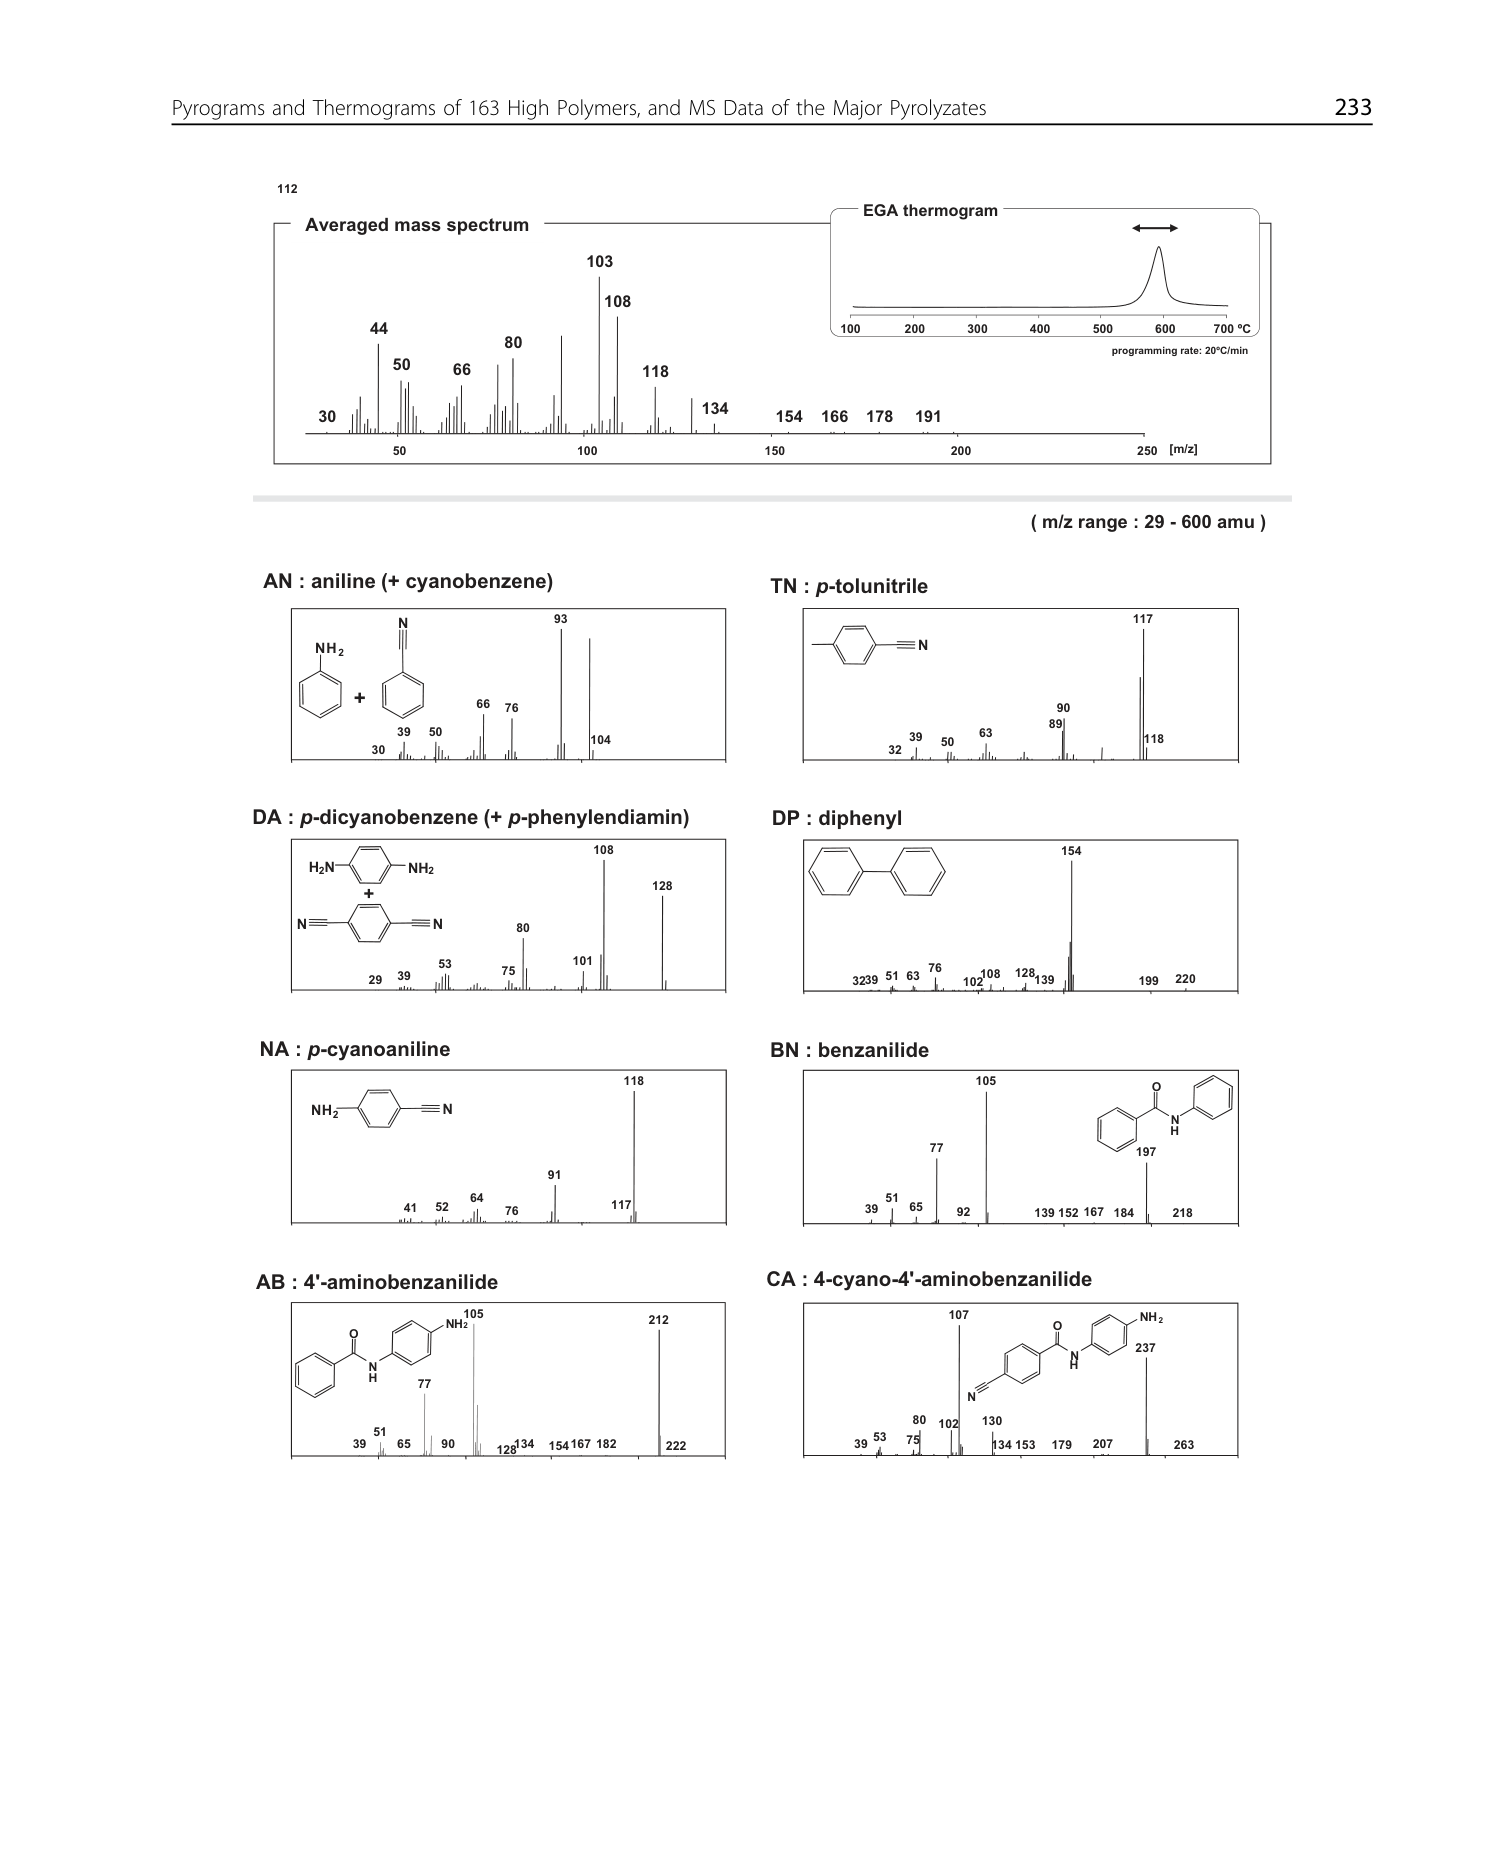 Pyrograms and Thermograms of 163 High Polymers, and MS Data of the Major Pyrolyzates 233
112
Averaged mass spectrum
EGA thermogram
100 200 300 400 500 600 700 ºC
programming rate: 20ºC/min
103
108
44
80
50
66
118
134
30
154 166 178 191
50 100 150 200 250 [m/z]
( m/z range : 29 - 600 amu )
AN : aniline (+ cyanobenzene)
NH2
+
N
93
66
76
39 50
30
104
TN : p-tolunitrile
N
117
90
89
63
39
50
32
118
DA : p-dicyanobenzene (+ p-phenylendiamin)
H2N NH2
+
N N
108
128
80
53
101
75
29 39
DP : diphenyl
154
76
32 39 51 63
102 108 128 139
199 220
NA : p-cyanoaniline
NH2 N
118
91
64
41 52
76
117
BN : benzanilide
O
N
H
105
77
197
51
39 65
92
139 152 167 184 218
AB : 4'-aminobenzanilide
O
N
H
NH2
105
212
77
51
39 65 90
128 134 154 167 182 222
CA : 4-cyano-4'-aminobenzanilide
O
N
H
NH2
N
107
237
80
102 130
53
75
39
134 153 179 207 263